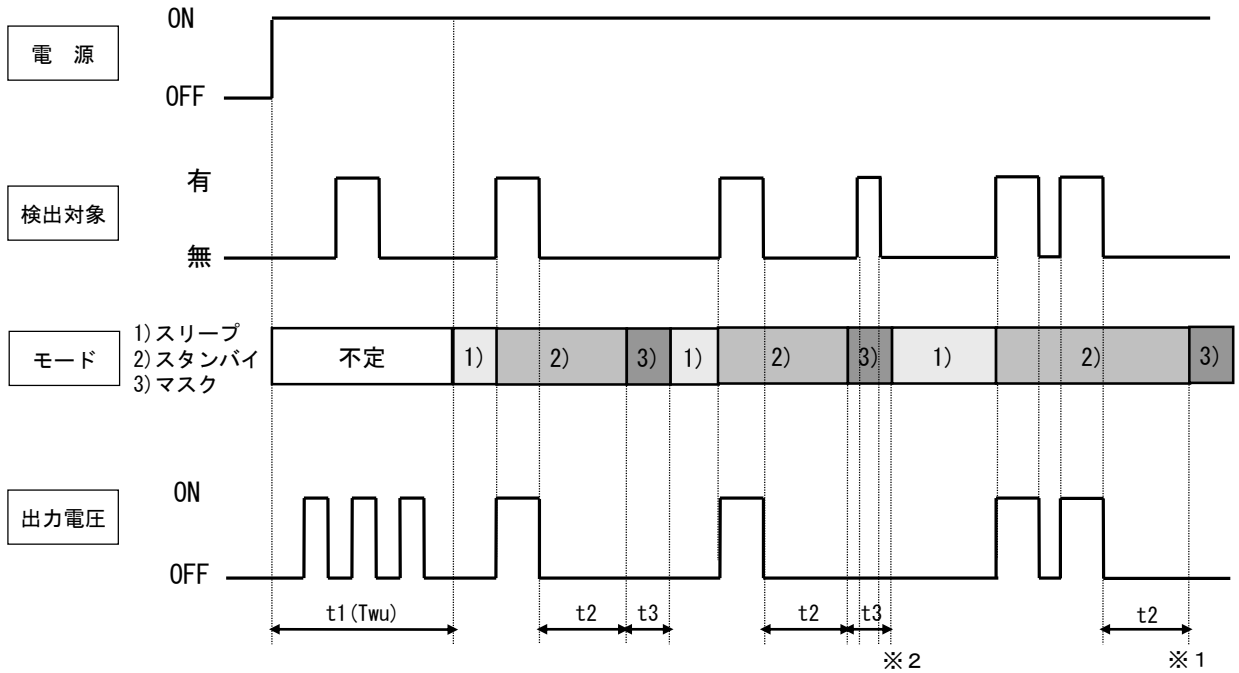 ON
電 源
OFF
有
検出対象
無
モード
1)スリープ
2)スタンバイ
3)マスク
不定 1) 2) 3) 1) 2) 3) 1) 2) 3)
ON
出力電圧
OFF
t1(Twu) t2 t3 t2 t3 t2
※2 ※1